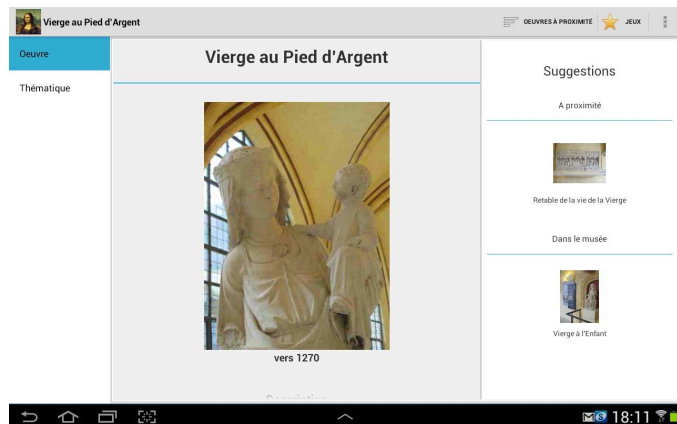 Vierge au Pied d'Argent
OEUVRES À PROXIMITÉ
JEUX
Oeuvre
Thématique
Vierge au Pied d'Argent
vers 1270
Description
Suggestions
A proximité
Retable de la vie de la Vierge
Dans le musée
Vierge à l'Enfant
18:11